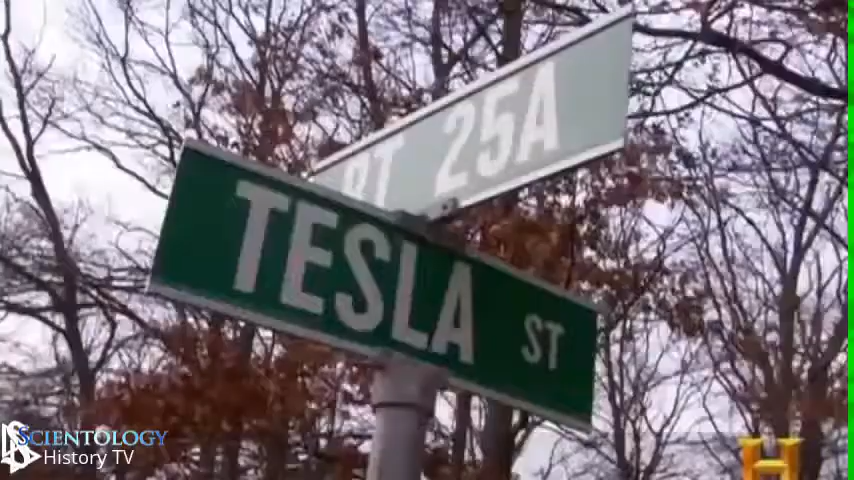 RT 25A
TESLA ST
SCIENTOLOGY
History TV
H